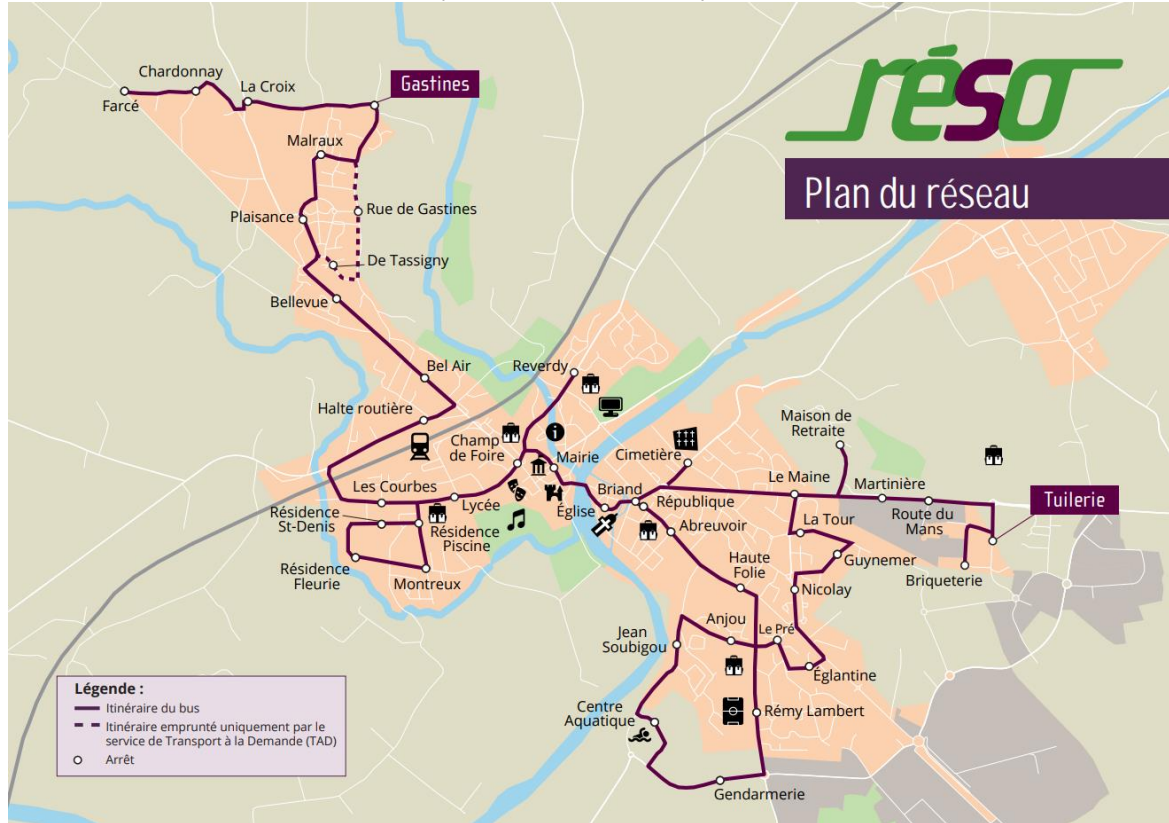 réso
Plan du réseau
Chardonnay
La Croix
Gastines
Farcé
Malraux
Plaisance
Rue de Gastines
De Tassigny
Bellevue
Bel Air
Reverdy
Halte routière
Champ
de Foire
Mairie
Cimetière
Maison de
Retraite
Les Courbes
Lycée
Église
Briand
République
Le Maine
Martinière
Tuilerie
Résidence
St-Denis
Résidence
Piscine
Abreuvoir
La Tour
Route du
Mans
Résidence
Fleurie
Montreux
Haute
Folie
Guynemer
Briqueterie
Nicolay
Jean
Soubigou
Anjou
Le Pré
Églantine
Centre
Aquatique
Rémy Lambert
Gendarmerie
Légende :
Itinéraire du bus
Itinéraire emprunté uniquement par le
service de Transport à la Demande (TAD)
Arrêt